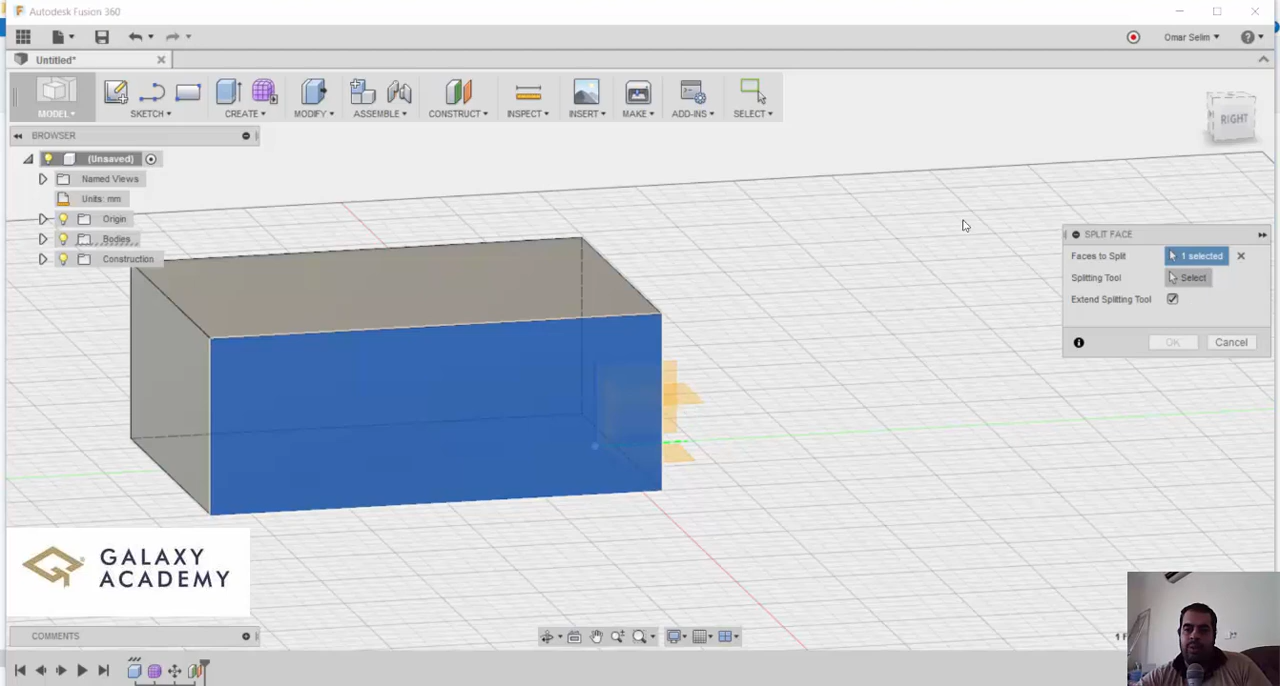 Autodesk Fusion 360
Omar Selim
Untitled*
MODEL
SKETCH
CREATE
MODIFY
ASSEMBLE
CONSTRUCT
INSPECT
INSERT
MAKE
ADD-INS
SELECT
RIGHT
BROWSER
(Unsaved)
Named Views
Units: mm
Origin
Bodies
Construction
SPLIT FACE
Faces to Split 1 selected
Splitting Tool Select
Extend Splitting Tool
OK Cancel
GALAXY
ACADEMY
COMMENTS